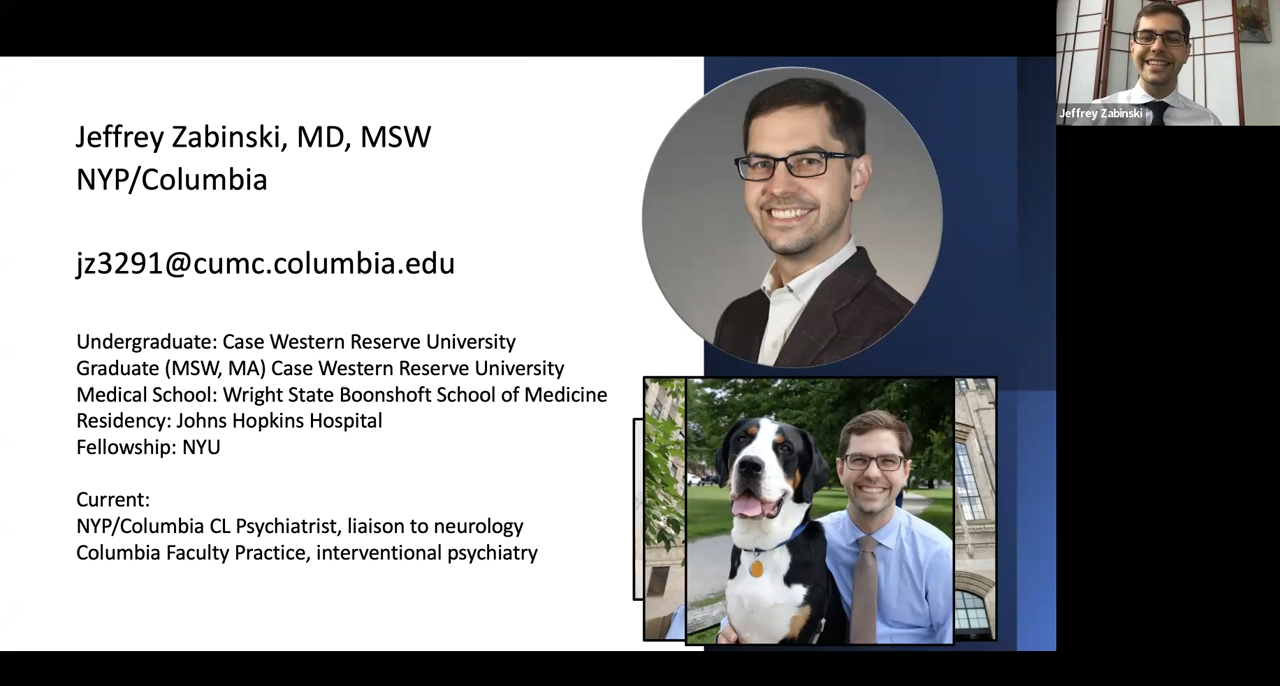 Jeffrey Zabinski, MD, MSW
NYP/Columbia
jz3291@cumc.columbia.edu
Undergraduate: Case Western Reserve University
Graduate (MSW, MA) Case Western Reserve University
Medical School: Wright State Boonshoft School of Medicine
Residency: Johns Hopkins Hospital
Fellowship: NYU
Current:
NYP/Columbia CL Psychiatrist, liaison to neurology
Columbia Faculty Practice, interventional psychiatry
Jeffrey Zabinski